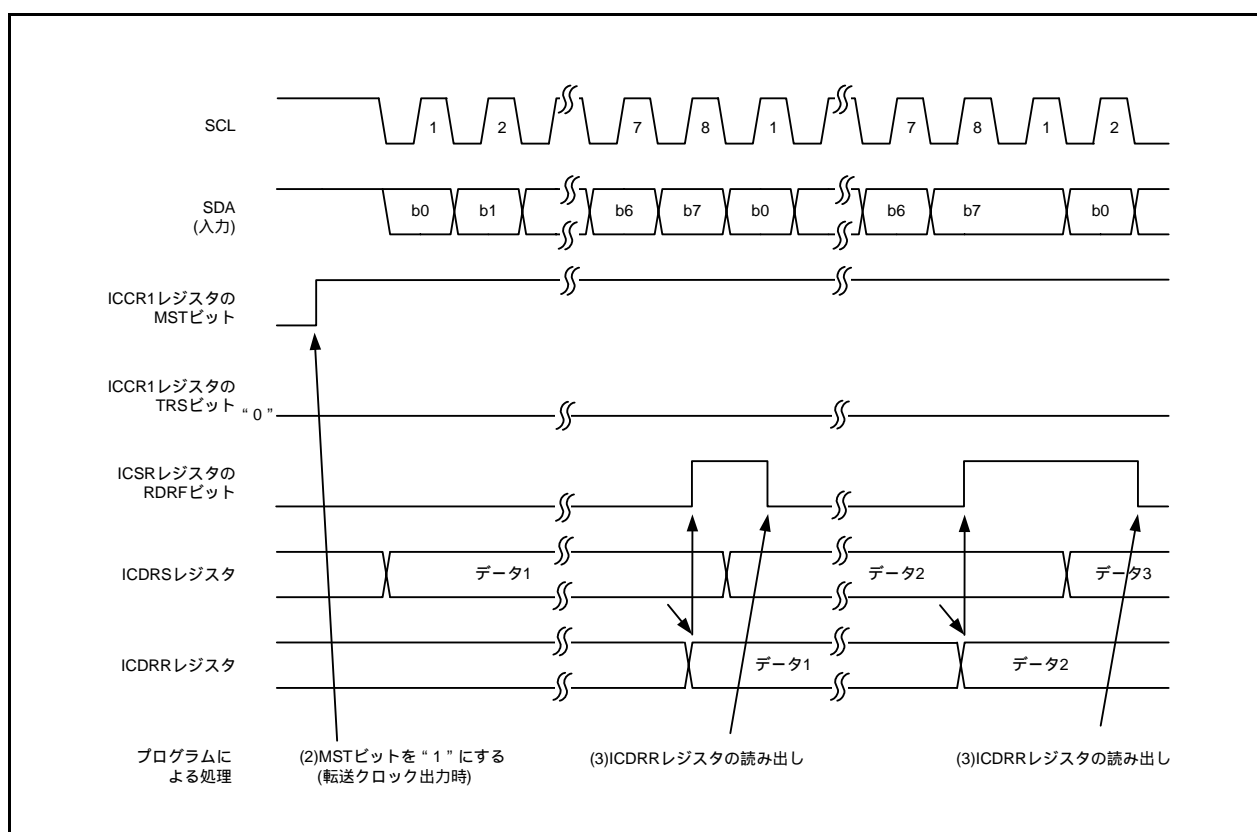 SCL
1 2 7 8 1 7 8 1 2
SDA
(入力)
b0 b1 b6 b7 b0 b6 b7 b0
ICCR1レジスタの
MSTビット
ICCR1レジスタの
TRSビット
“ 0 ”
ICSRレジスタの
RDRFビット
ICDRSレジスタ
データ1 データ2 データ3
ICDRRレジスタ
データ1 データ2
プログラムに
よる処理
(2)MSTビットを “ 1 ” にする
(転送クロック出力時)
(3)ICDRRレジスタの読み出し
(3)ICDRRレジスタの読み出し